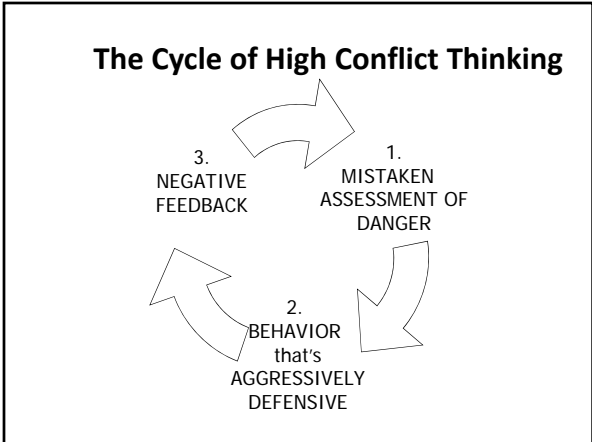 The Cycle of High Conflict Thinking
1.
MISTAKEN
ASSESSMENT OF
DANGER
2.
BEHAVIOR
that's
AGGRESSIVELY
DEFENSIVE
3.
NEGATIVE
FEEDBACK